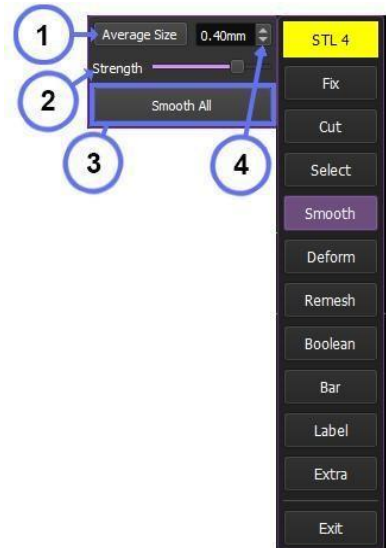 1
Average Size
0.40mm
2
Strength
Smooth All
3
4
STL 4
Fix
Cut
Select
Smooth
Deform
Remesh
Boolean
Bar
Label
Extra
Exit